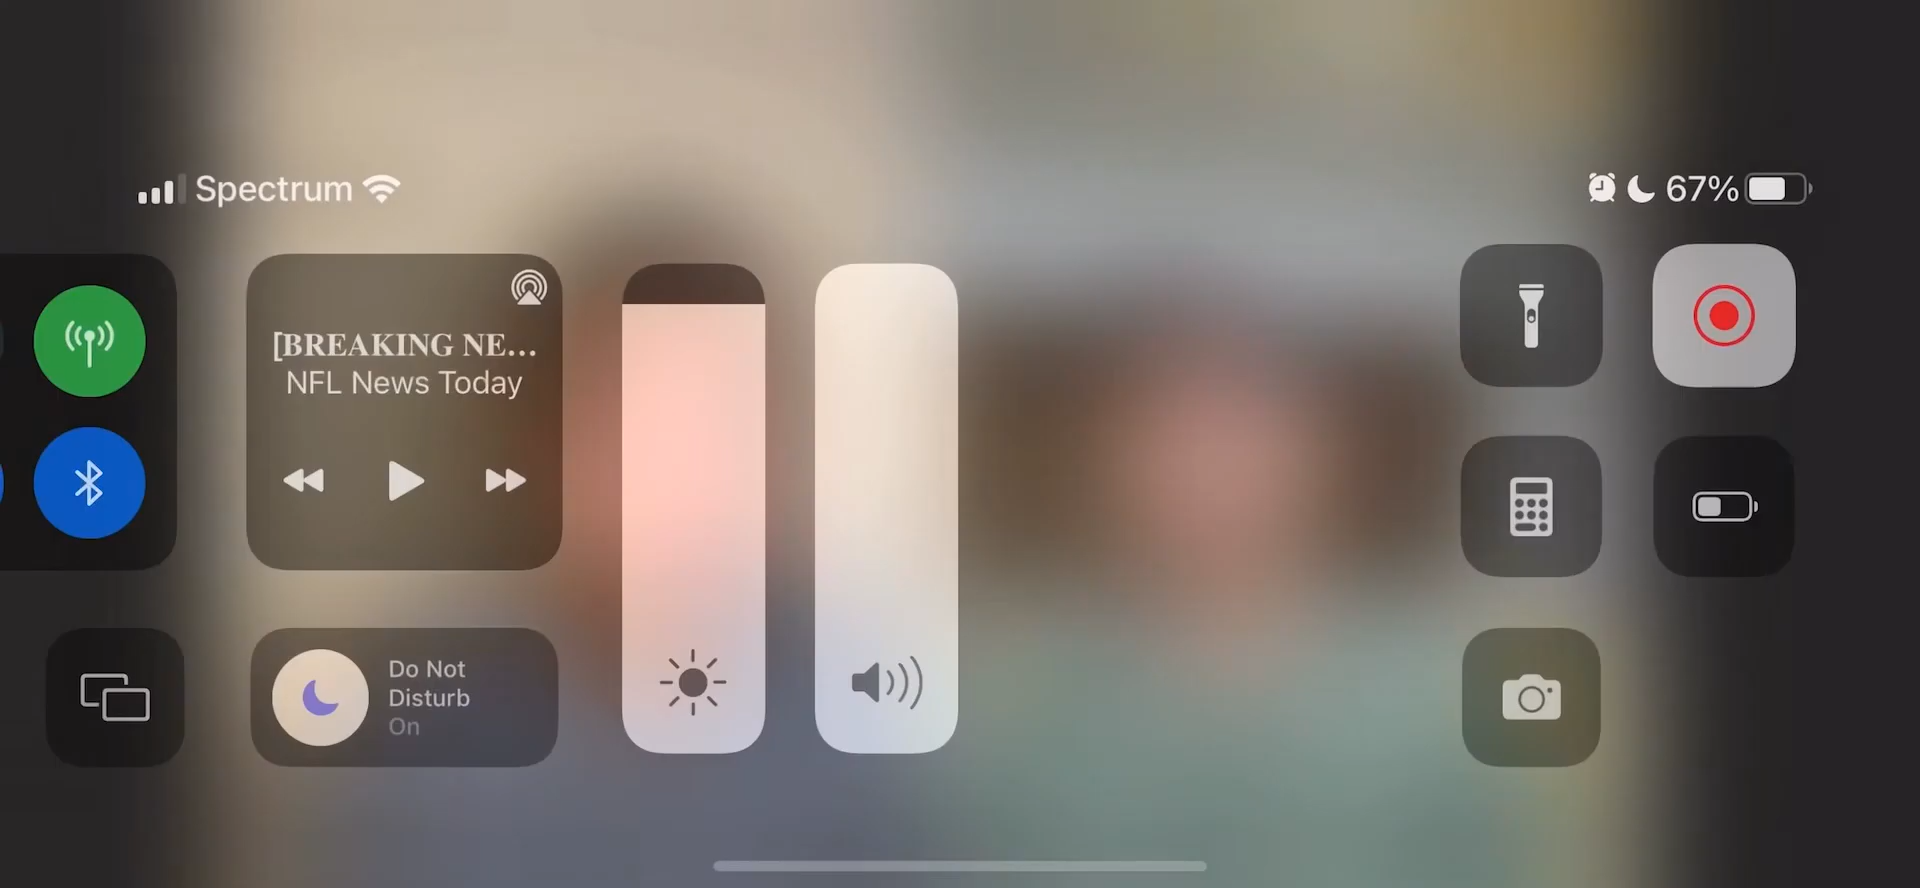 Spectrum
67%
[BREAKING NE...
NFL News Today
Do Not
Disturb
On